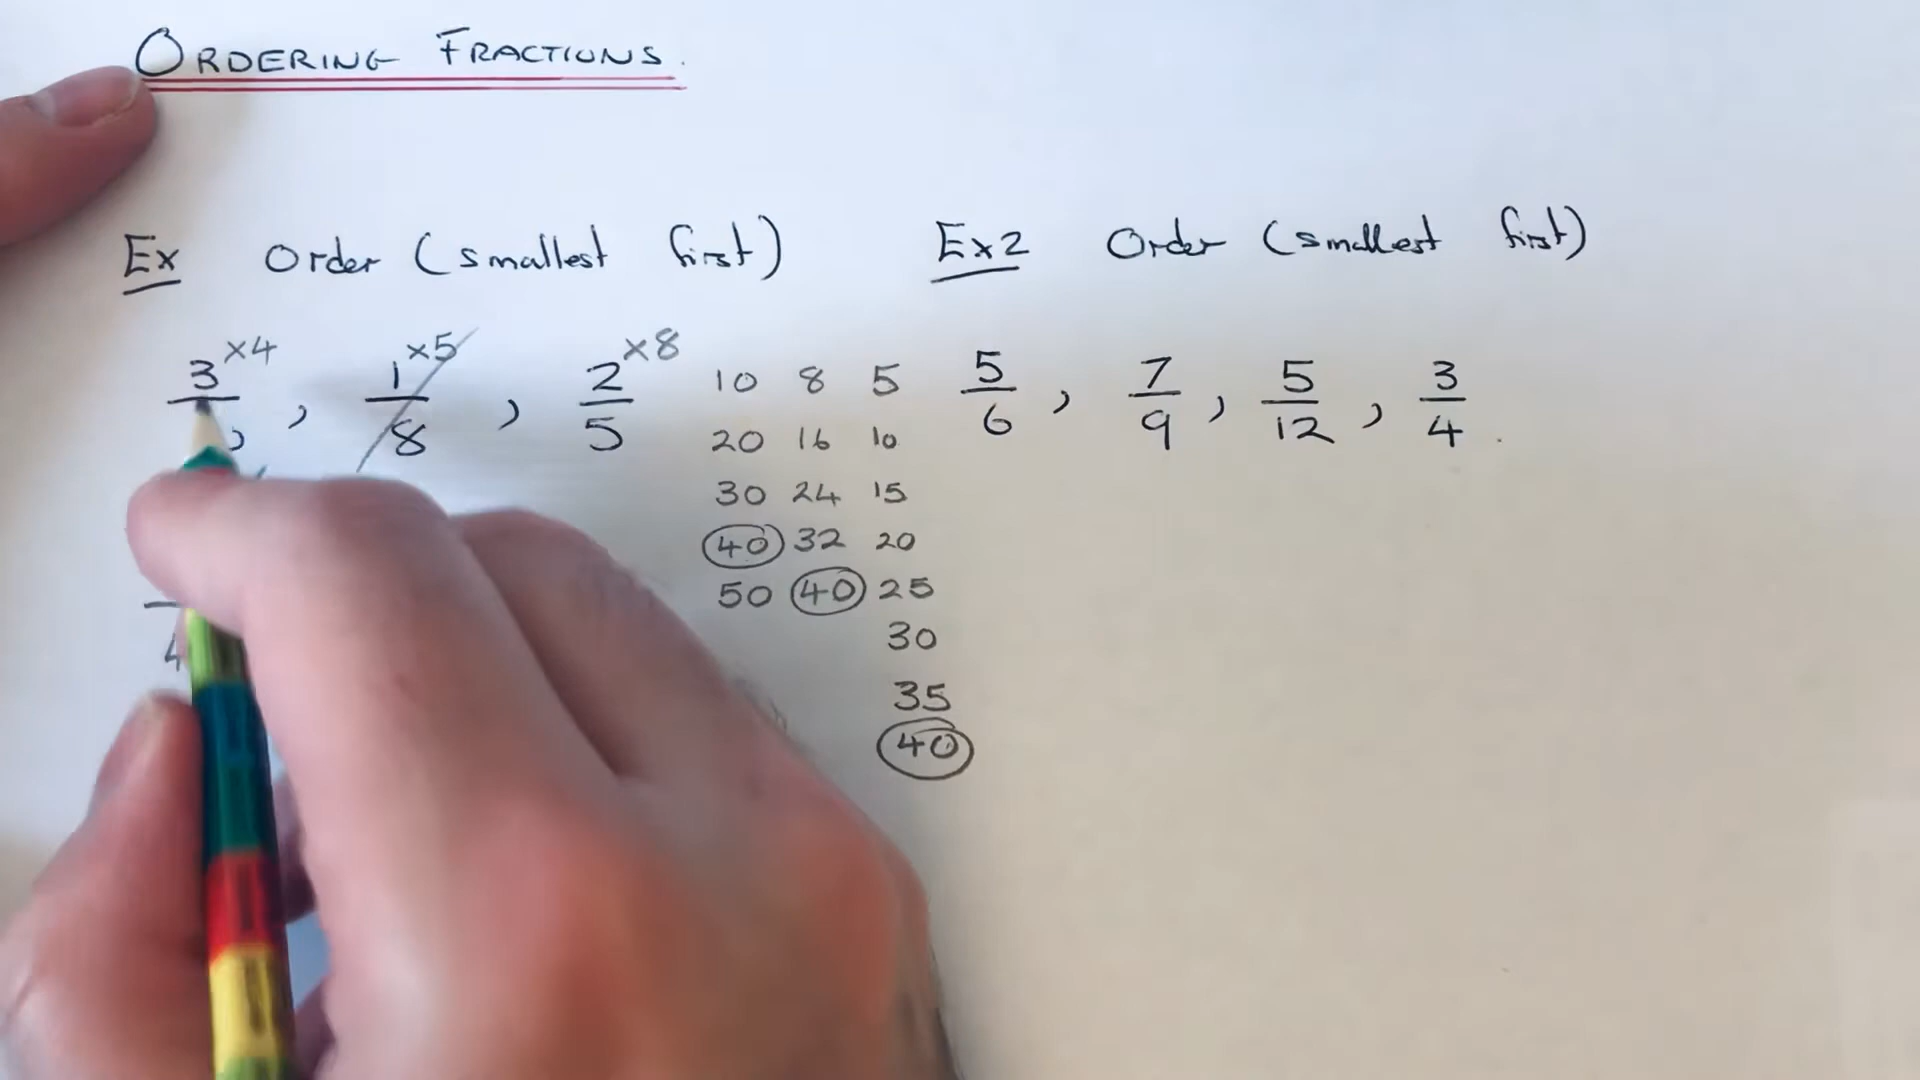 ORDERING FRACTIONS.
Ex Order (smallest first)
3 ×4 , 1 ×5 , 2 ×8
8 5
10 8 5
20 16 10
30 24 15
40 32 20
50 40 25
30
35
40
4
Ex2 Order (smallest first)
5/6 , 7/9 , 5/12 , 3/4 .